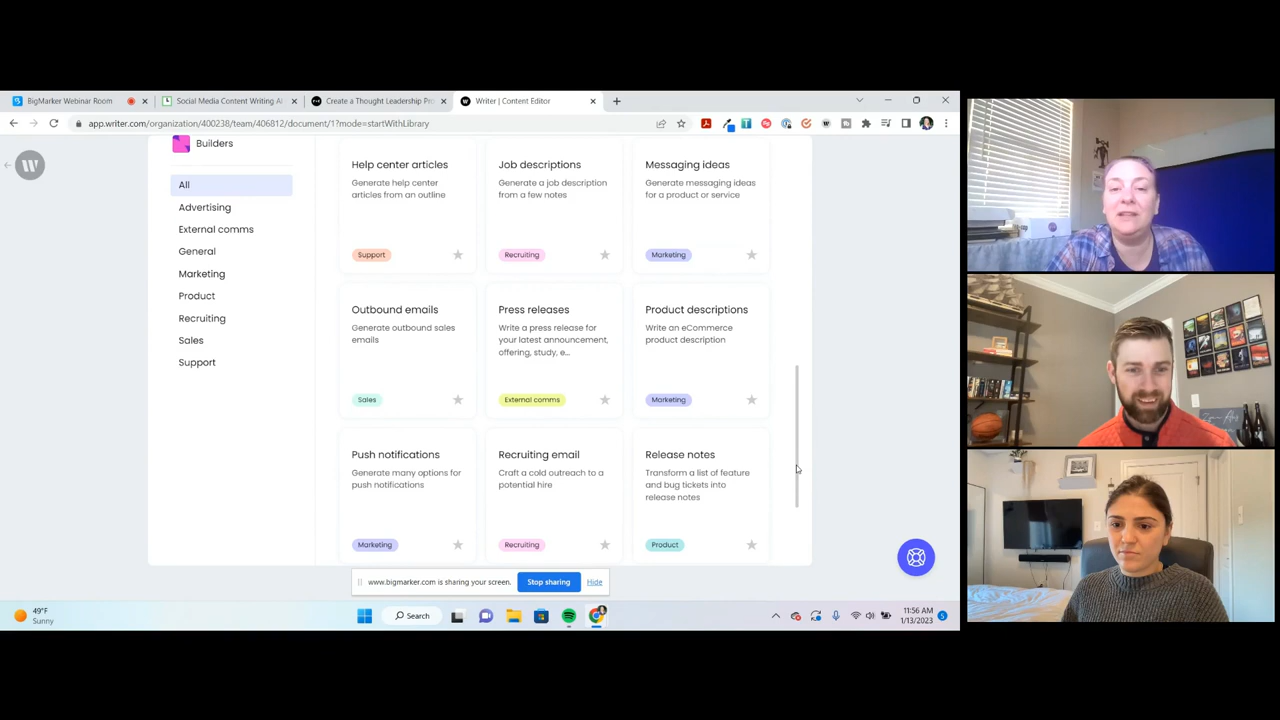 BigMarker Webinar Room
Social Media Content Writing AI
Create a Thought Leadership Pro
Writer | Content Editor
app.writer.com/organization/400238/team/406912/document/1?mode=startWithLibrary
W
Builders
All
Advertising
External comms
General
Marketing
Product
Recruiting
Sales
Support
Help center articles
Generate help center
articles from an outline
Support
Job descriptions
Generate a job description
from a few notes
Recruiting
Messaging ideas
Generate messaging ideas
for a product or service
Marketing
Outbound emails
Generate outbound sales
emails
Sales
Press releases
Write a press release for
your latest announcement,
offering, study, e...
External comms
Product descriptions
Write an eCommerce
product description
Marketing
Push notifications
Generate many options for
push notifications
Marketing
Recruiting email
Craft a cold outreach to a
potential hire
Recruiting
Release notes
Transform a list of feature
and bug tickets into
release notes
Product
www.bigmarker.com is sharing your screen.
Stop sharing
Hide
49°F
Sunny
Search
11:56 AM
1/13/2023
5